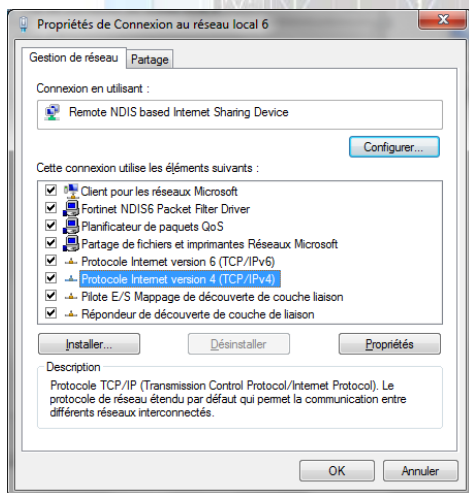 Propriétés de Connexion au réseau local 6
Gestion de réseau
Partage
Connexion en utilisant :
Remote NDIS based Internet Sharing Device
Configurer...
Cette connexion utilise les éléments suivants :
Client pour les réseaux Microsoft
Fortinet NDIS6 Packet Filter Driver
Planificateur de paquets QoS
Partage de fichiers et imprimantes Réseaux Microsoft
Protocole Internet version 6 (TCP/IPv6)
Protocole Internet version 4 (TCP/IPv4)
Pilote E/S Mappage de découverte de couche liaison
Répondeur de découverte de couche de liaison
Installer...
Désinstaller
Propriétés
Description
Protocole TCP/IP (Transmission Control Protocol/Internet Protocol). Le
protocole de réseau étendu par défaut qui permet la communication entre
différents réseaux interconnectés.
OK
Annuler